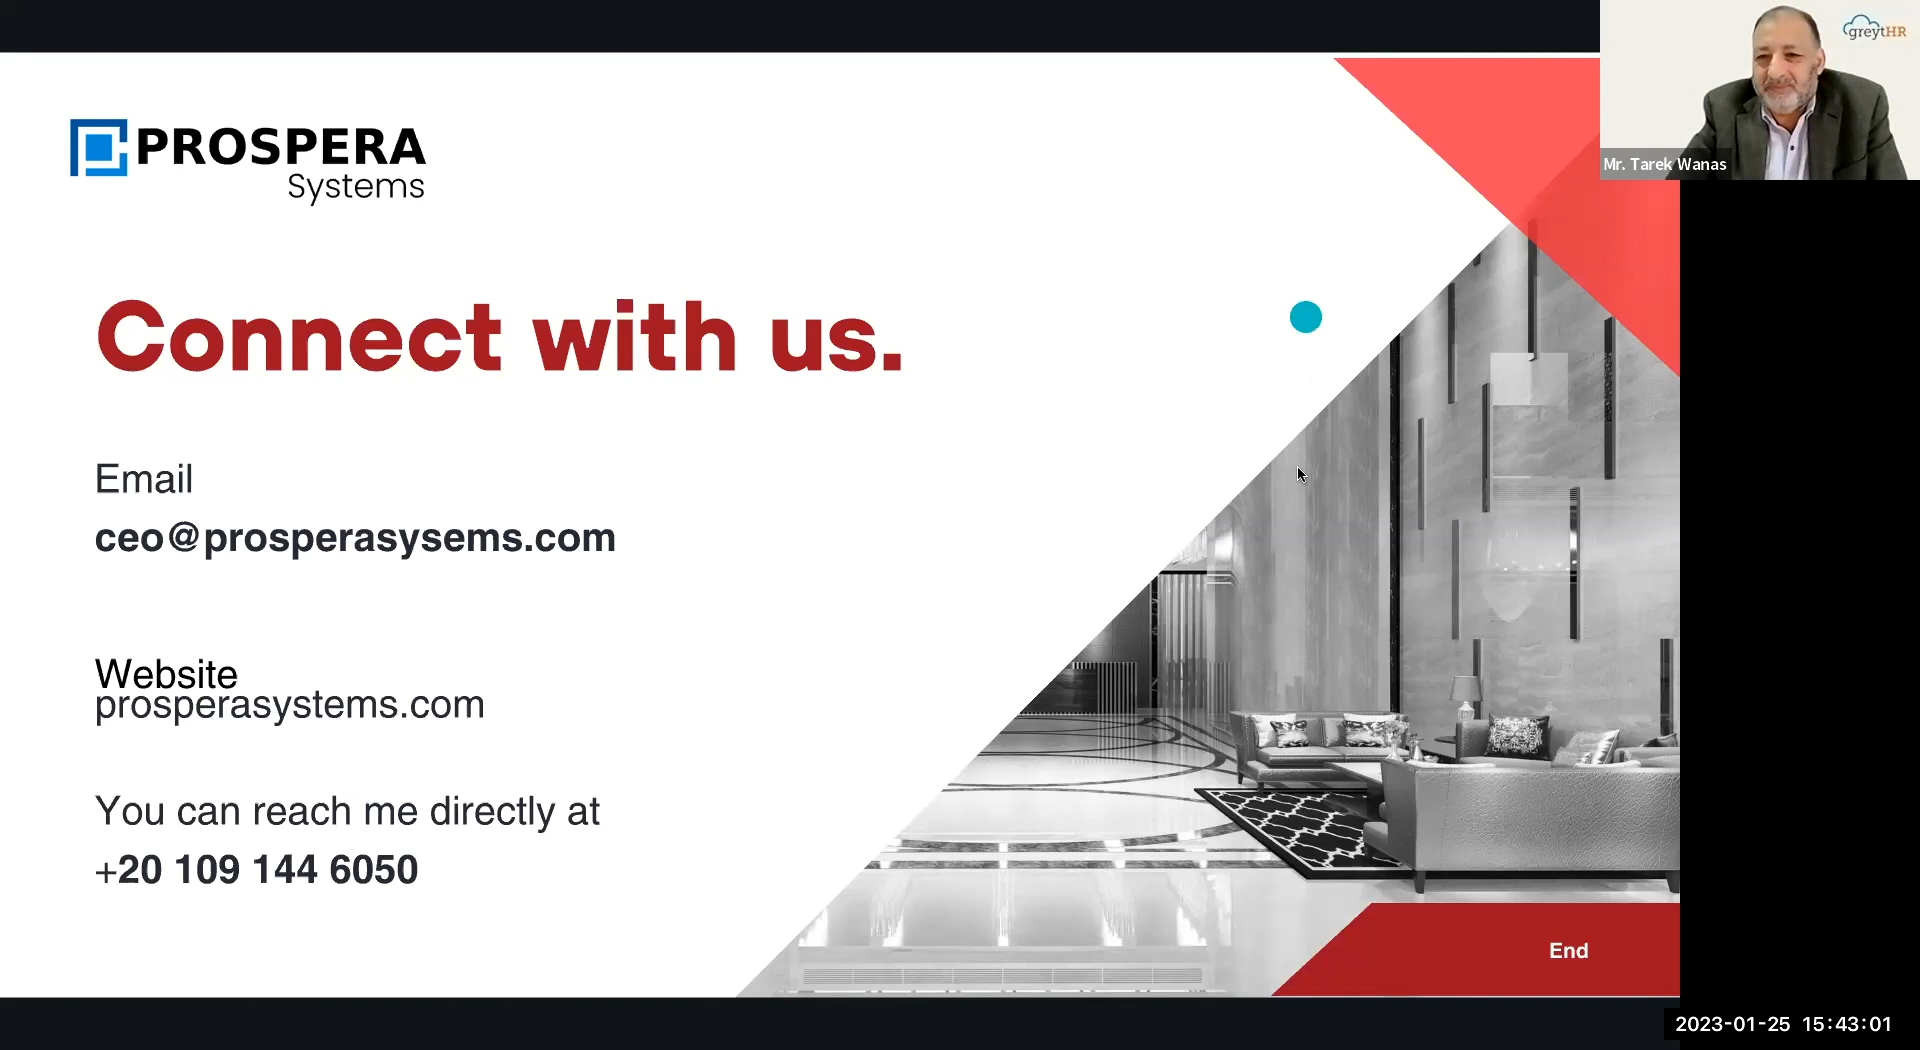 PROSPERA
Systems
greytHR
Mr. Tarek Wanas
Connect with us.
Email
ceo@prosperasysems.com
Website
prosperasystems.com
You can reach me directly at
+20 109 144 6050
End
2023-01-25 15:43:01